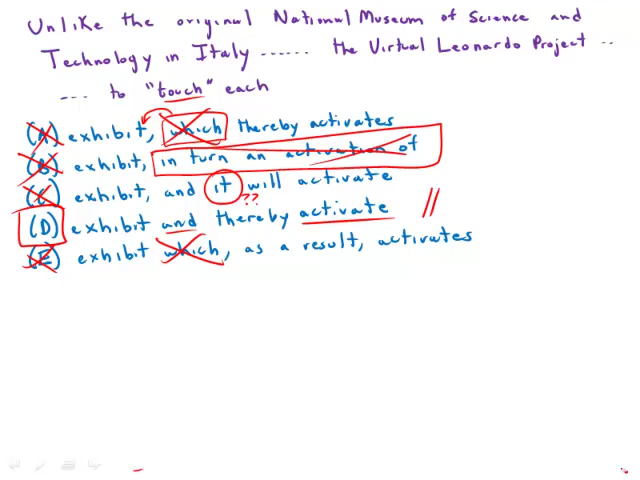 Unlike the original National Museum of Science and
Technology in Italy ...... the Virtual Leonardo Project ..
.... to "touch" each
(A) exhibit, which thereby activates
(B) exhibit, in turn an activation of
(C) exhibit, and it will activate
??
(D) exhibit and thereby activate //
(E) exhibit which, as a result, activates